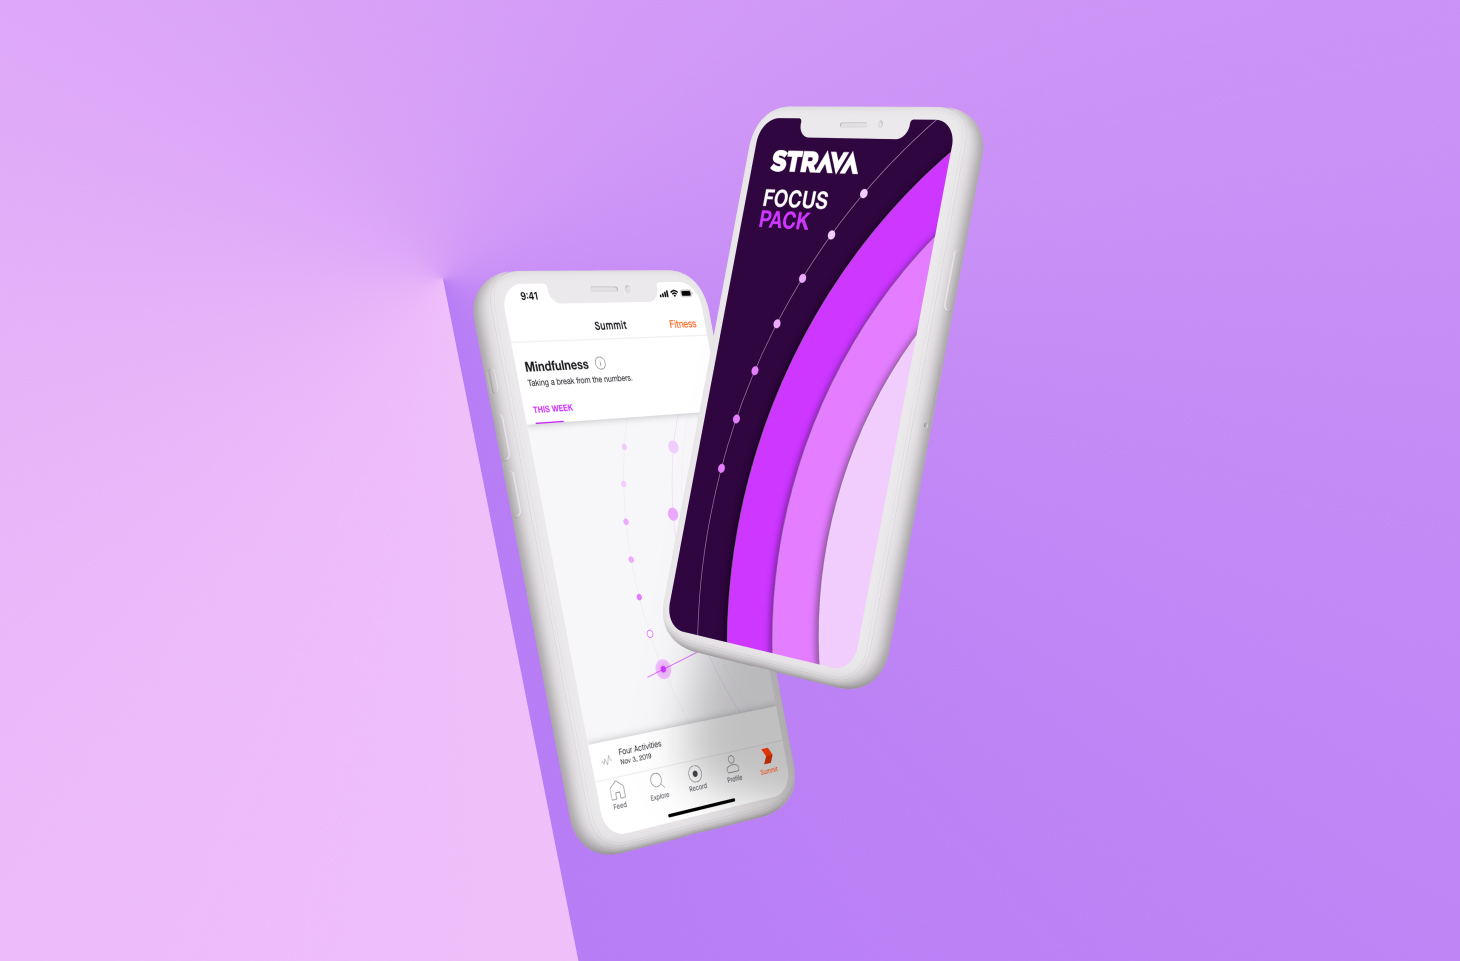 STRAVA
FOCUS
PACK
9:41
Summit
Fitness
Mindfulness
Taking a break from the numbers.
THIS WEEK
Four Activities
Nov 3, 2019
Feed
Explore
Record
Profile
Summit